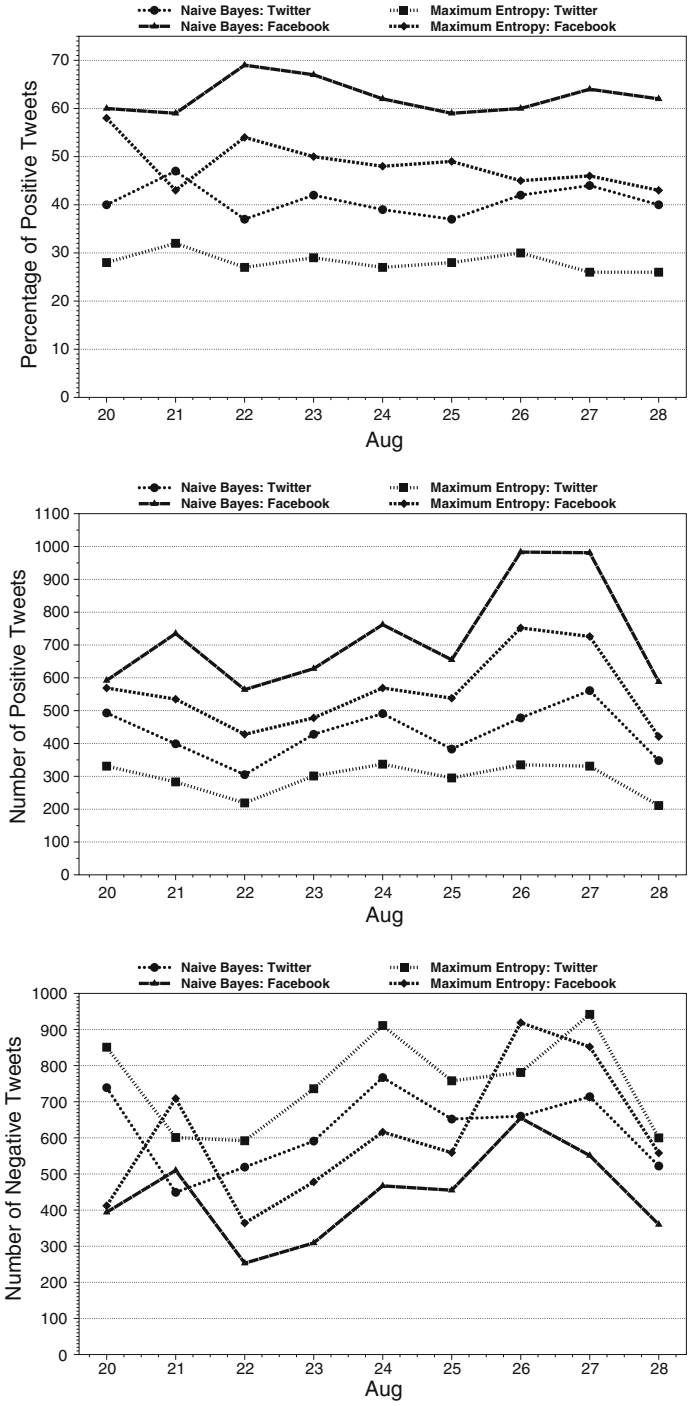 Naive Bayes: Twitter Maximum Entropy: Twitter
Naive Bayes: Facebook Maximum Entropy: Facebook
Percentage of Positive Tweets
70
60
50
40
30
20
10
0
20 21 22 23 24 25 26 27 28
Aug
Naive Bayes: Twitter Maximum Entropy: Twitter
Naive Bayes: Facebook Maximum Entropy: Facebook
Number of Positive Tweets
1100
1000
900
800
700
600
500
400
300
200
100
0
20 21 22 23 24 25 26 27 28
Aug
Naive Bayes: Twitter Maximum Entropy: Twitter
Naive Bayes: Facebook Maximum Entropy: Facebook
Number of Negative Tweets
1000
900
800
700
600
500
400
300
200
100
0
20 21 22 23 24 25 26 27 28
Aug